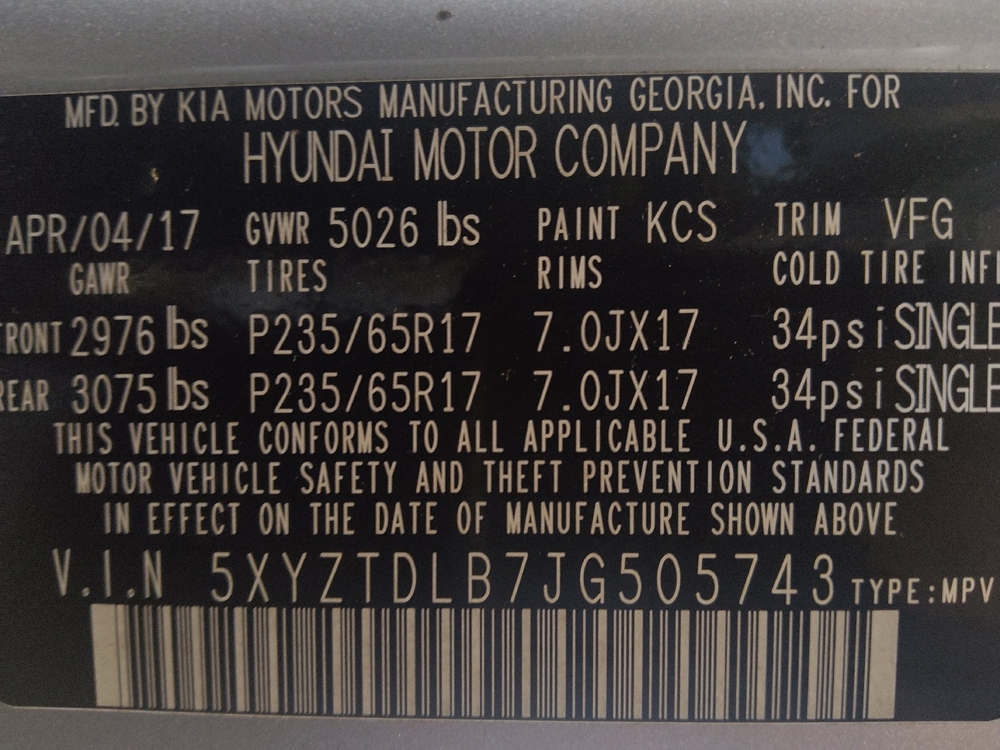 MFD. BY KIA MOTORS MANUFACTURING GEORGIA, INC. FOR
HYUNDAI MOTOR COMPANY
APR/04/17 GVWR 5026 lbs PAINT KCS TRIM VFG
GAWR TIRES RIMS COLD TIRE INFL
FRONT 2976 lbs P235/65R17 7.0JX17 34psi SINGLE
REAR 3075 lbs P235/65R17 7.0JX17 34psi SINGLE
THIS VEHICLE CONFORMS TO ALL APPLICABLE U.S.A. FEDERAL
MOTOR VEHICLE SAFETY AND THEFT PREVENTION STANDARDS
IN EFFECT ON THE DATE OF MANUFACTURE SHOWN ABOVE
V.I.N 5XYZTDLB7JG505743 TYPE:MPV